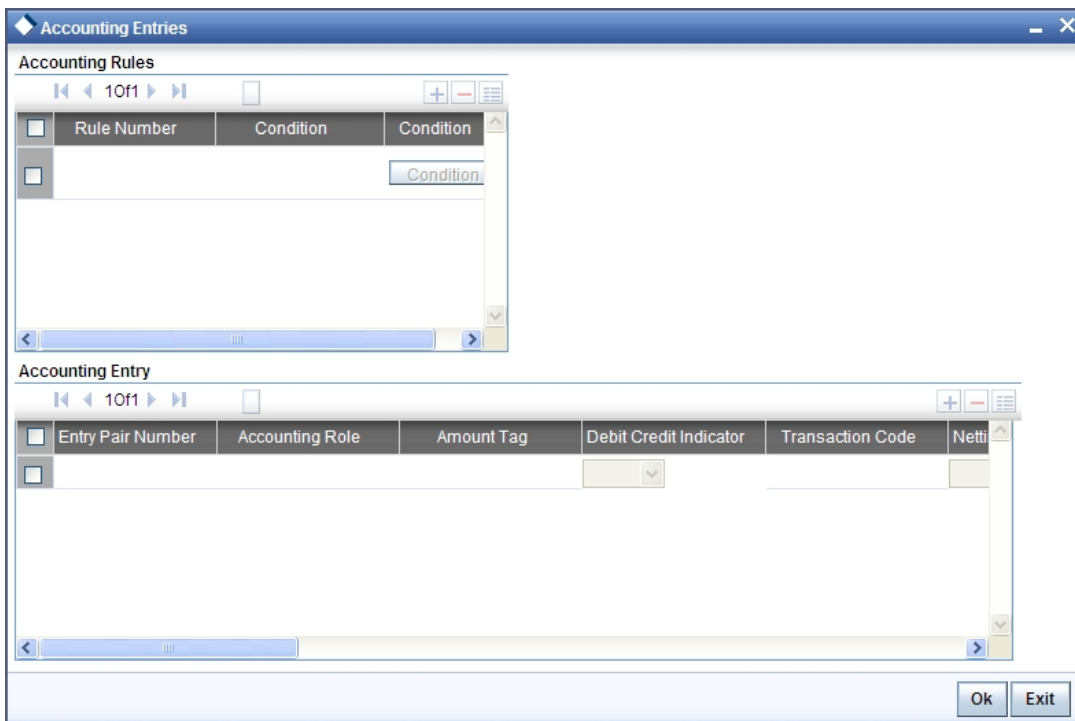 Accounting Entries
Accounting Rules
1Of1
Rule Number Condition Condition
Condition
Accounting Entry
1Of1
Entry Pair Number Accounting Role Amount Tag Debit Credit Indicator Transaction Code Netti
Ok Exit